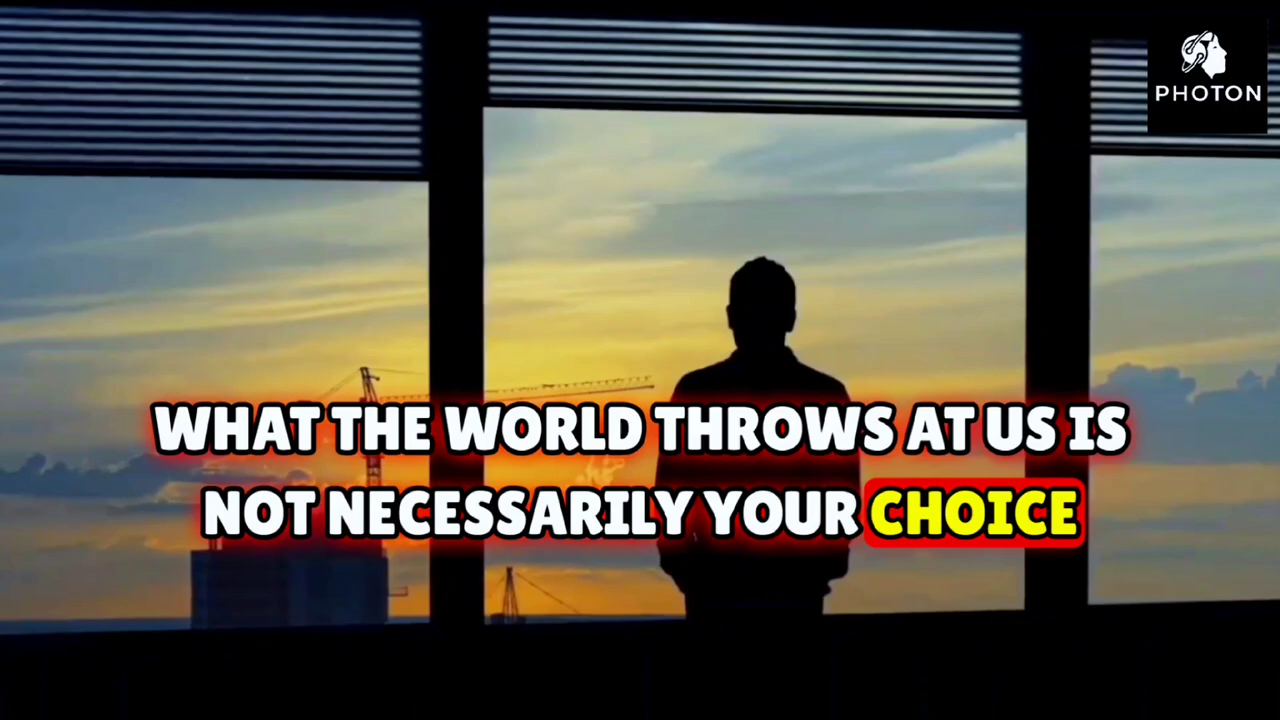 PHOTON
WHAT THE WORLD THROWS AT US IS
NOT NECESSARILY YOUR CHOICE